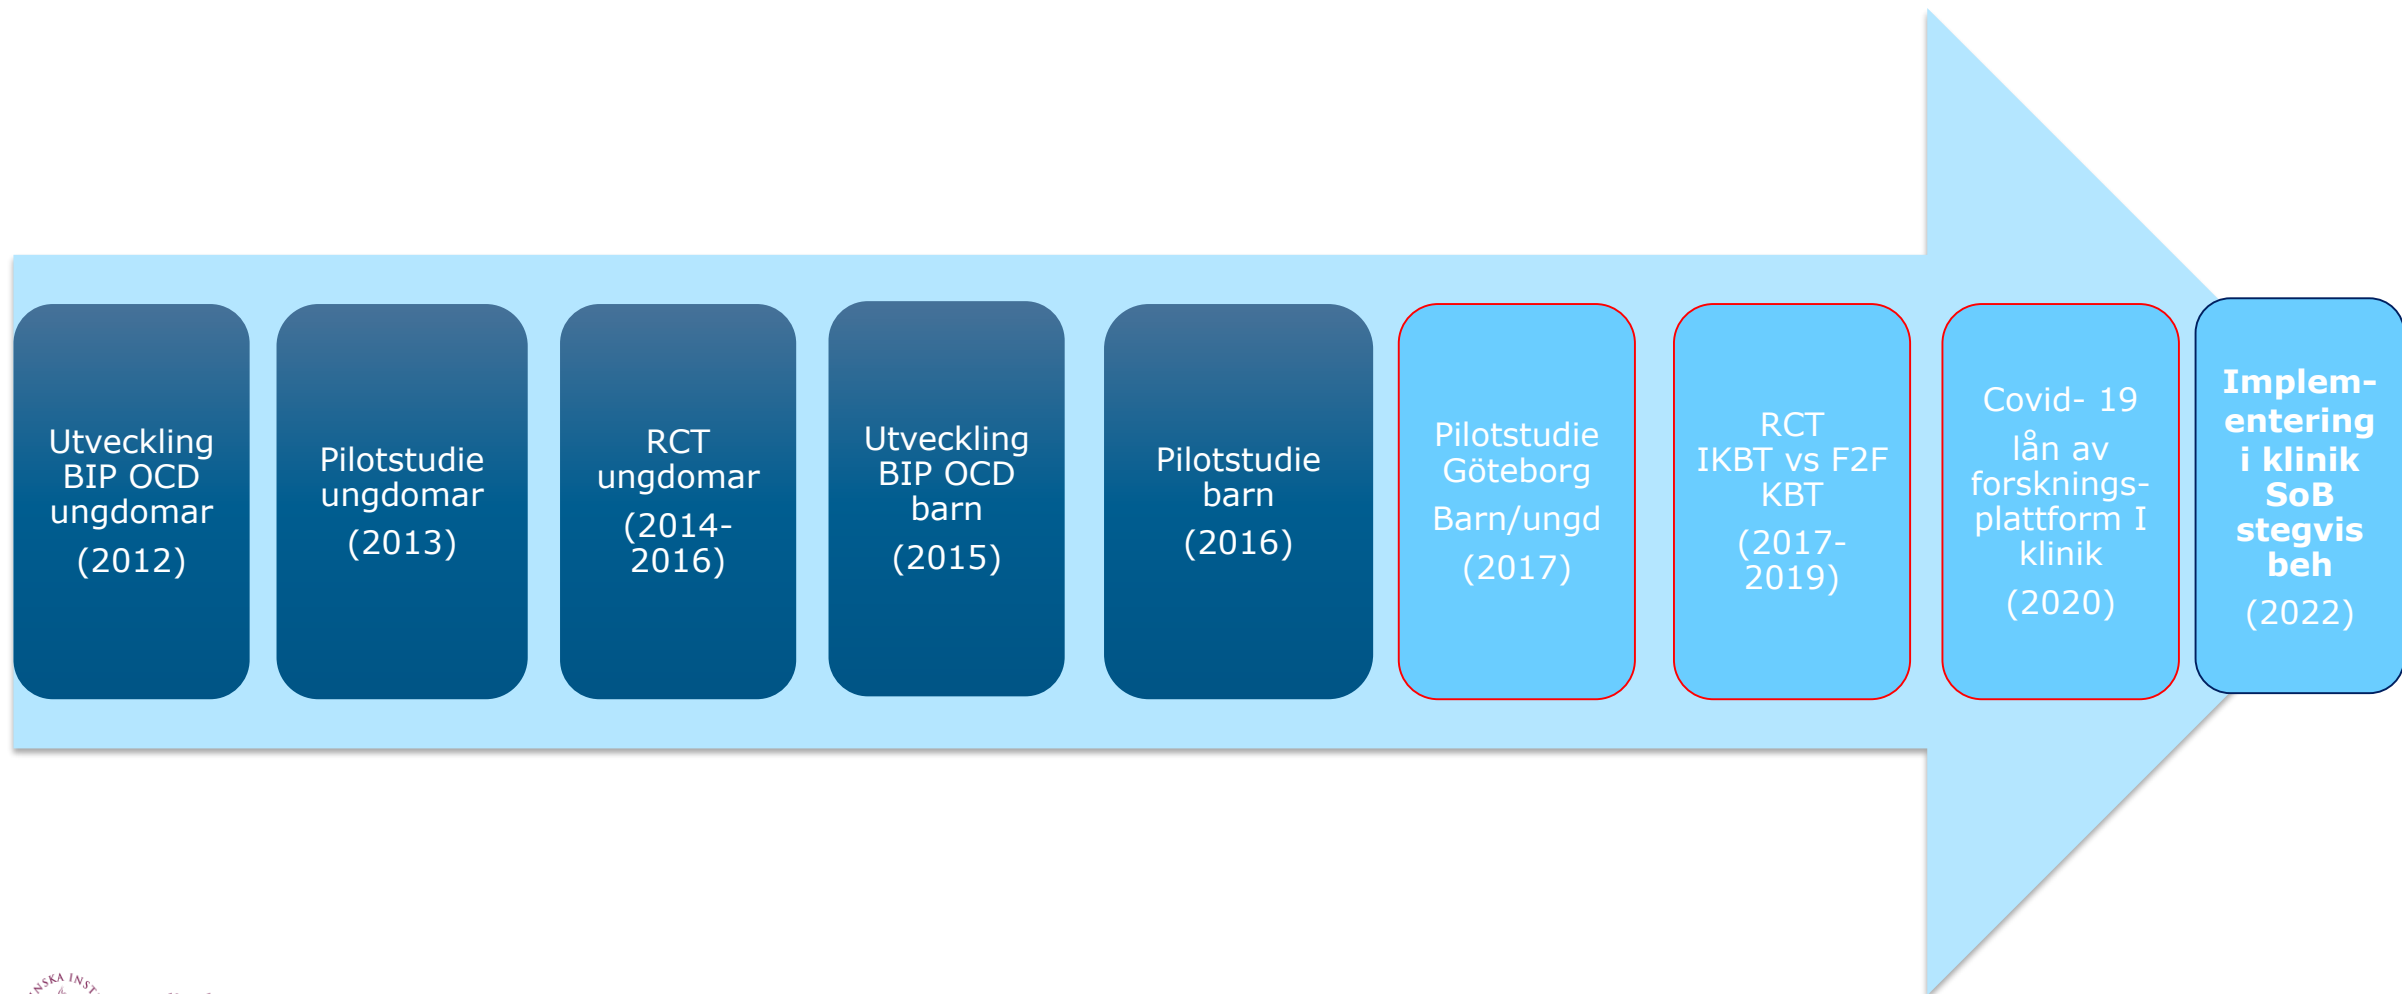 Utveckling
BIP OCD
ungdomar
(2012)
Pilotstudie
ungdomar
(2013)
RCT
ungdomar
(2014-
2016)
Utveckling
BIP OCD
barn
(2015)
Pilotstudie
barn
(2016)
Pilotstudie
Göteborg
Barn/ungd
(2017)
RCT
IKBT vs F2F
KBT
(2017-
2019)
Covid- 19
lån av
forsknings-
plattform I
klinik
(2020)
Implem-
entering
i klinik
SoB
stegvis
beh
(2022)